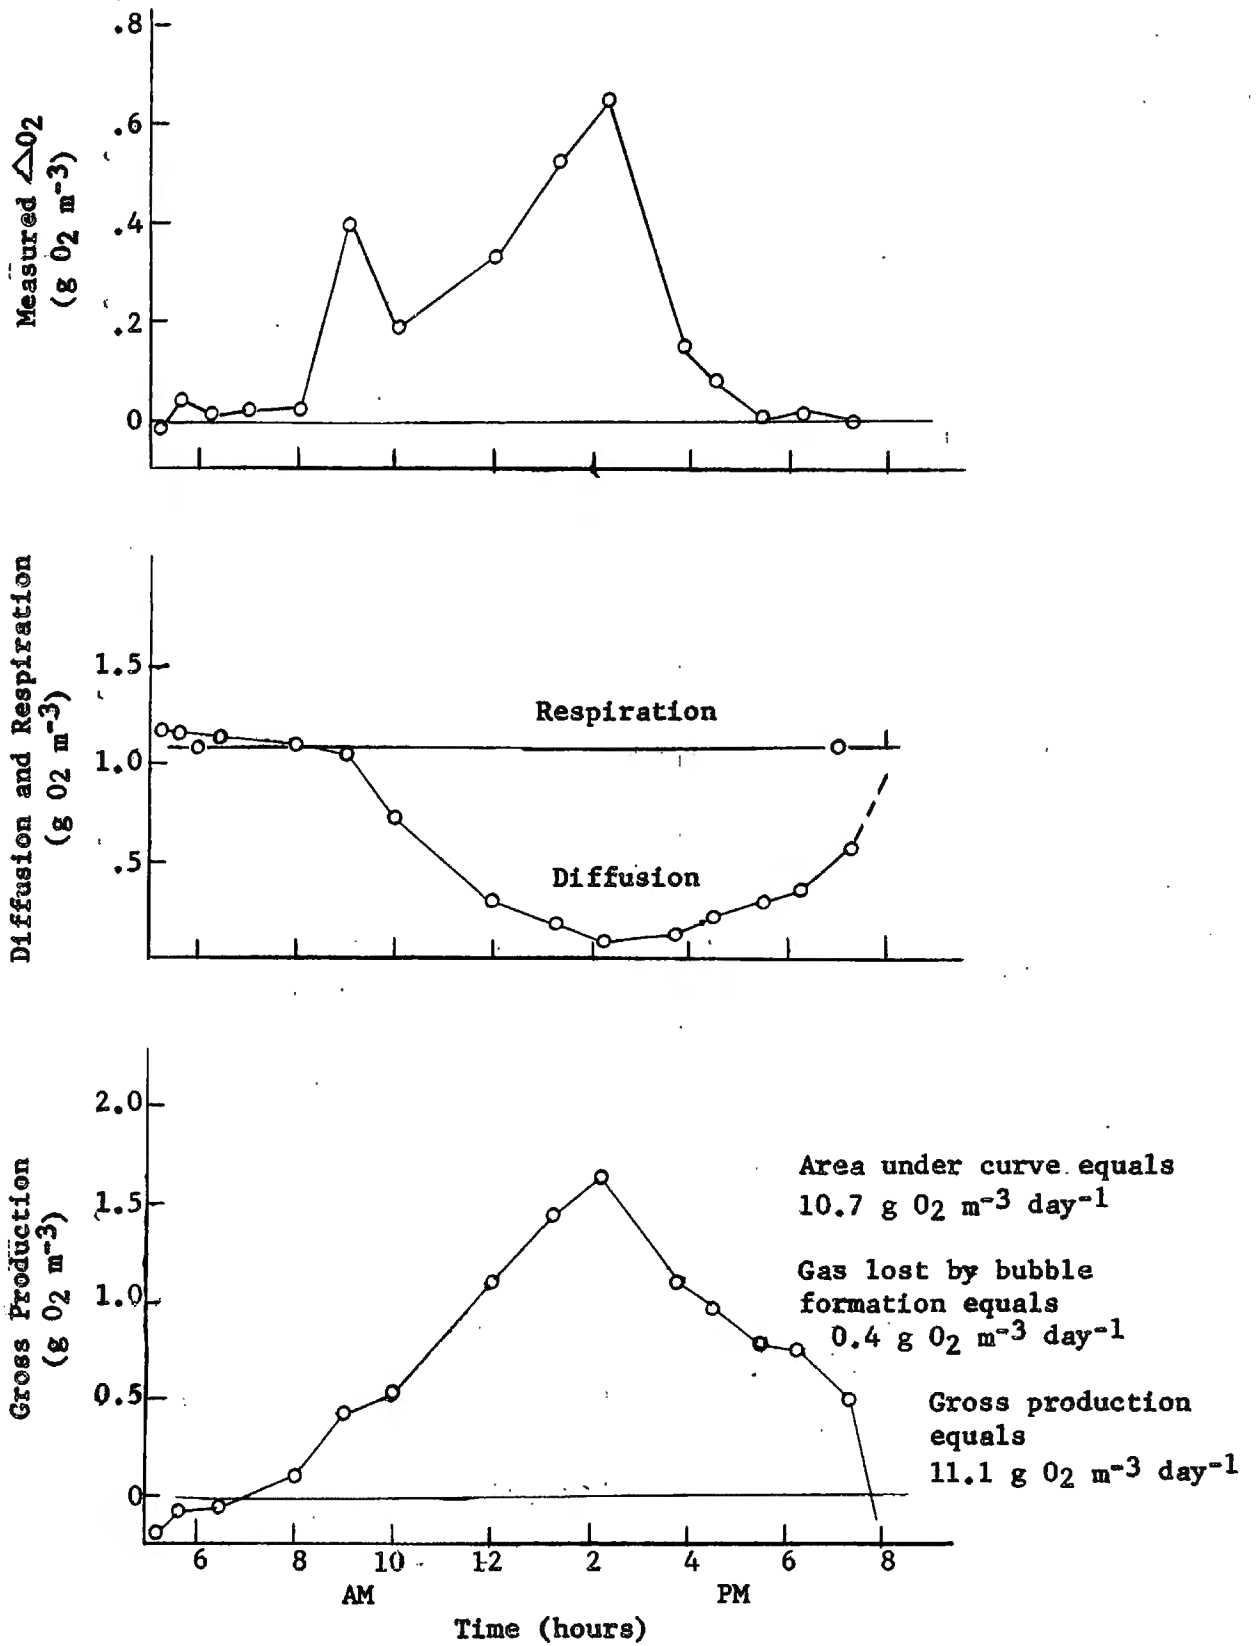 Measured △O2
(g O2 m-3)
.8
.6
.4
.2
0
Diffusion and Respiration
(g O2 m-3)
1.5
1.0
.5
Respiration
Diffusion
Gross Production
(g O2 m-3)
2.0
1.5
1.0
0.5
0
Area under curve equals
10.7 g O2 m-3 day-1
Gas lost by bubble
formation equals
0.4 g O2 m-3 day-1
Gross production
equals
11.1 g O2 m-3 day-1
6 8 10 12 2 4 6 8
AM PM
Time (hours)